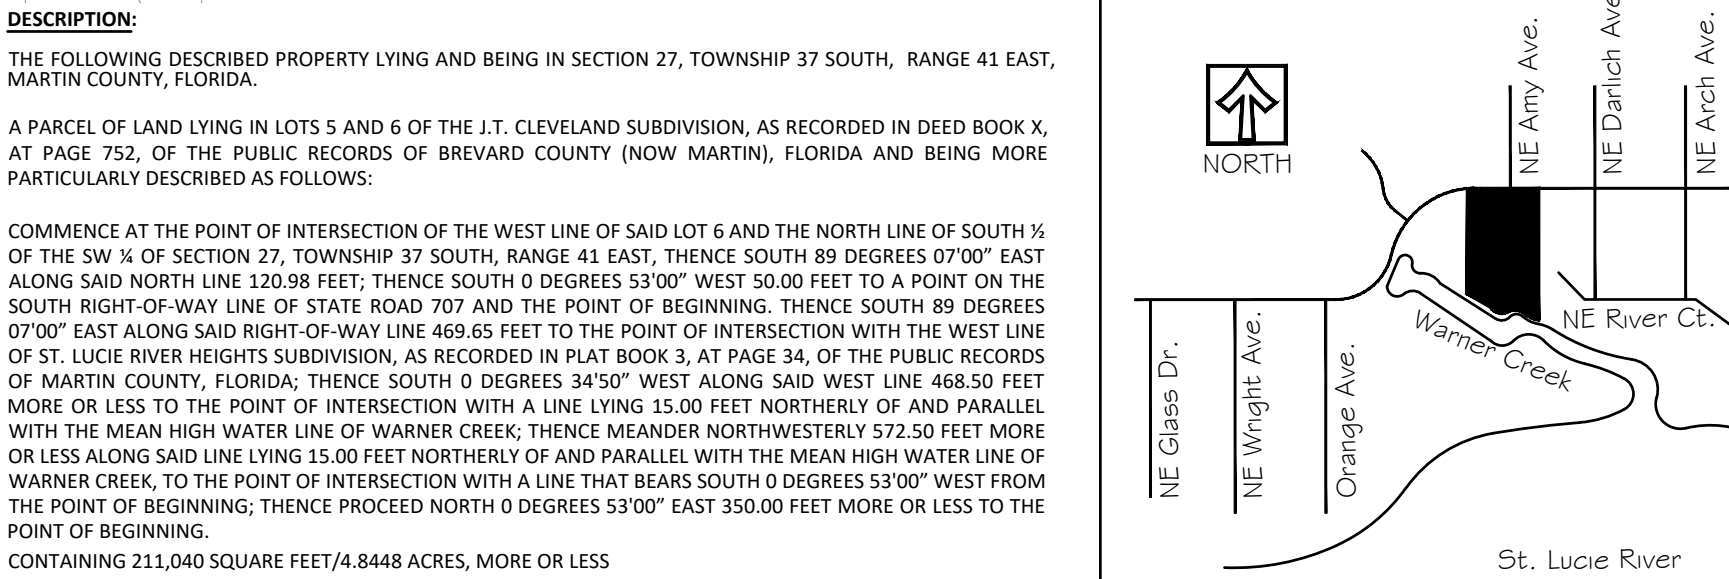 DESCRIPTION:
THE FOLLOWING DESCRIBED PROPERTY LYING AND BEING IN SECTION 27, TOWNSHIP 37 SOUTH, RANGE 41 EAST,
MARTIN COUNTY, FLORIDA.
A PARCEL OF LAND LYING IN LOTS 5 AND 6 OF THE J.T. CLEVELAND SUBDIVISION, AS RECORDED IN DEED BOOK X,
AT PAGE 752, OF THE PUBLIC RECORDS OF BREVARD COUNTY (NOW MARTIN), FLORIDA AND BEING MORE
PARTICULARLY DESCRIBED AS FOLLOWS:
COMMENCE AT THE POINT OF INTERSECTION OF THE WEST LINE OF SAID LOT 6 AND THE NORTH LINE OF SOUTH ½
OF THE SW ¼ OF SECTION 27, TOWNSHIP 37 SOUTH, RANGE 41 EAST, THENCE SOUTH 89 DEGREES 07'00” EAST
ALONG SAID NORTH LINE 120.98 FEET; THENCE SOUTH 0 DEGREES 53'00” WEST 50.00 FEET TO A POINT ON THE
SOUTH RIGHT-OF-WAY LINE OF STATE ROAD 707 AND THE POINT OF BEGINNING. THENCE SOUTH 89 DEGREES
07'00” EAST ALONG SAID RIGHT-OF-WAY LINE 469.65 FEET TO THE POINT OF INTERSECTION WITH THE WEST LINE
OF ST. LUCIE RIVER HEIGHTS SUBDIVISION, AS RECORDED IN PLAT BOOK 3, AT PAGE 34, OF THE PUBLIC RECORDS
OF MARTIN COUNTY, FLORIDA; THENCE SOUTH 0 DEGREES 34'50” WEST ALONG SAID WEST LINE 468.50 FEET
MORE OR LESS TO THE POINT OF INTERSECTION WITH A LINE LYING 15.00 FEET NORTHERLY OF AND PARALLEL
WITH THE MEAN HIGH WATER LINE OF WARNER CREEK; THENCE MEANDER NORTHWESTERLY 572.50 FEET MORE
OR LESS ALONG SAID LINE LYING 15.00 FEET NORTHERLY OF AND PARALLEL WITH THE MEAN HIGH WATER LINE OF
WARNER CREEK, TO THE POINT OF INTERSECTION WITH A LINE THAT BEARS SOUTH 0 DEGREES 53'00” WEST FROM
THE POINT OF BEGINNING; THENCE PROCEED NORTH 0 DEGREES 53'00” EAST 350.00 FEET MORE OR LESS TO THE
POINT OF BEGINNING.
CONTAINING 211,040 SQUARE FEET/4.8448 ACRES, MORE OR LESS
NORTH
NE Amy Ave.
NE Darlich Ave
NE Arch Ave.
NE River Ct.
Warner Creek
NE Glass Dr.
NE Wright Ave.
Orange Ave.
St. Lucie River